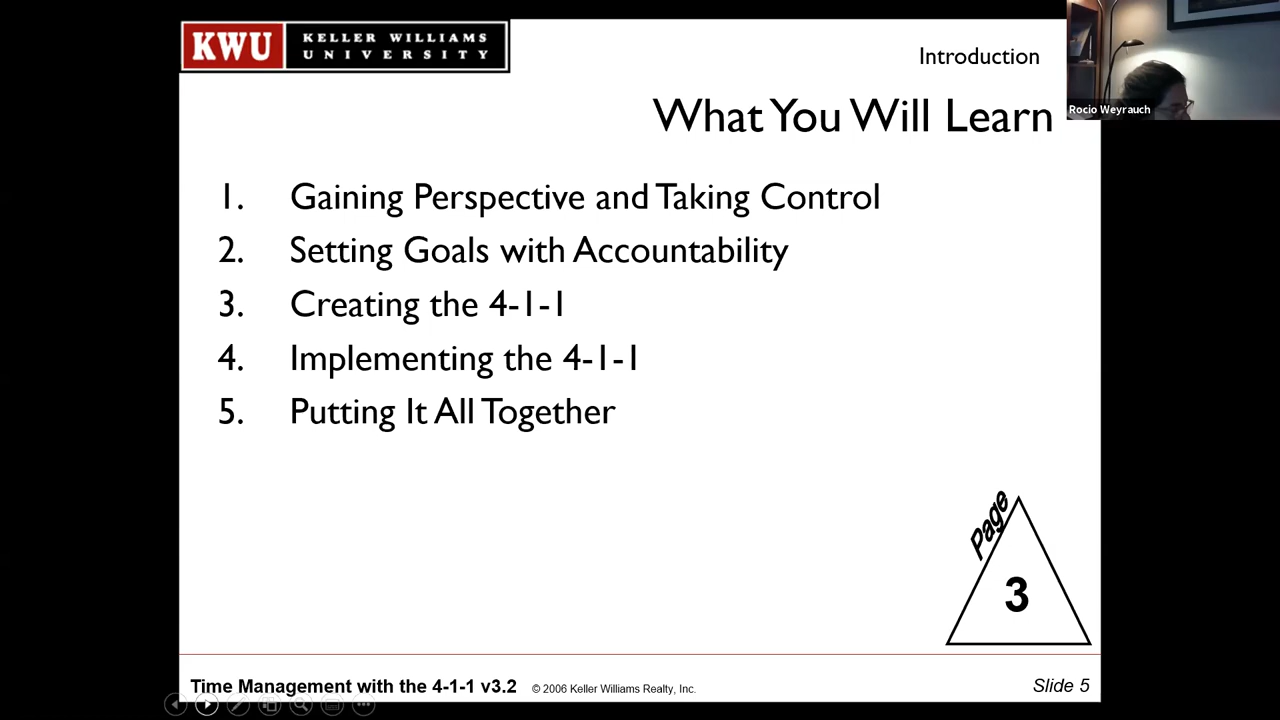 KWU KELLER WILLIAMS
UNIVERSITY
Introduction
What You Will Learn
Rocio Weyrauch
1. Gaining Perspective and Taking Control
2. Setting Goals with Accountability
3. Creating the 4-1-1
4. Implementing the 4-1-1
5. Putting It All Together
Page
3
Time Management with the 4-1-1 v3.2 © 2006 Keller Williams Realty, Inc. Slide 5